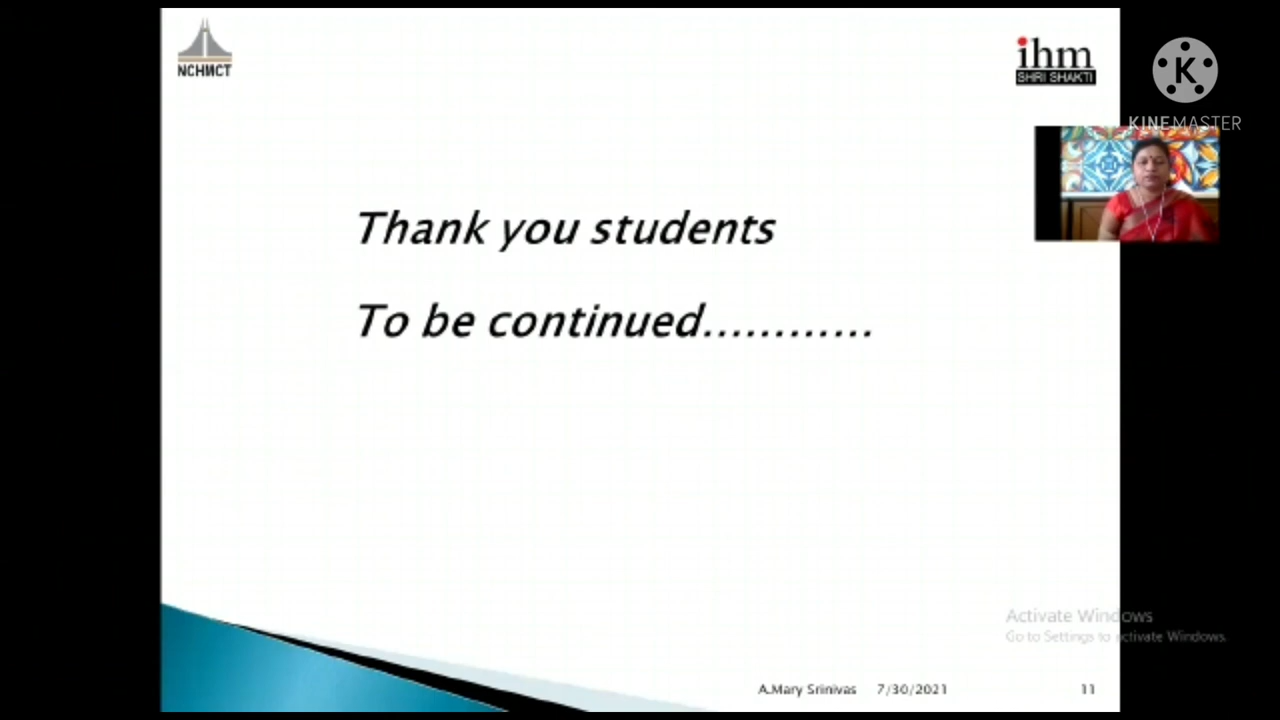 NCHMCT
ihm
SHRI SHAKTI
K
KINEMASTER
Thank you students
To be continued............
Activate Windows
Go to Settings to activate Windows.
A.Mary Srinivas 7/30/2021 11